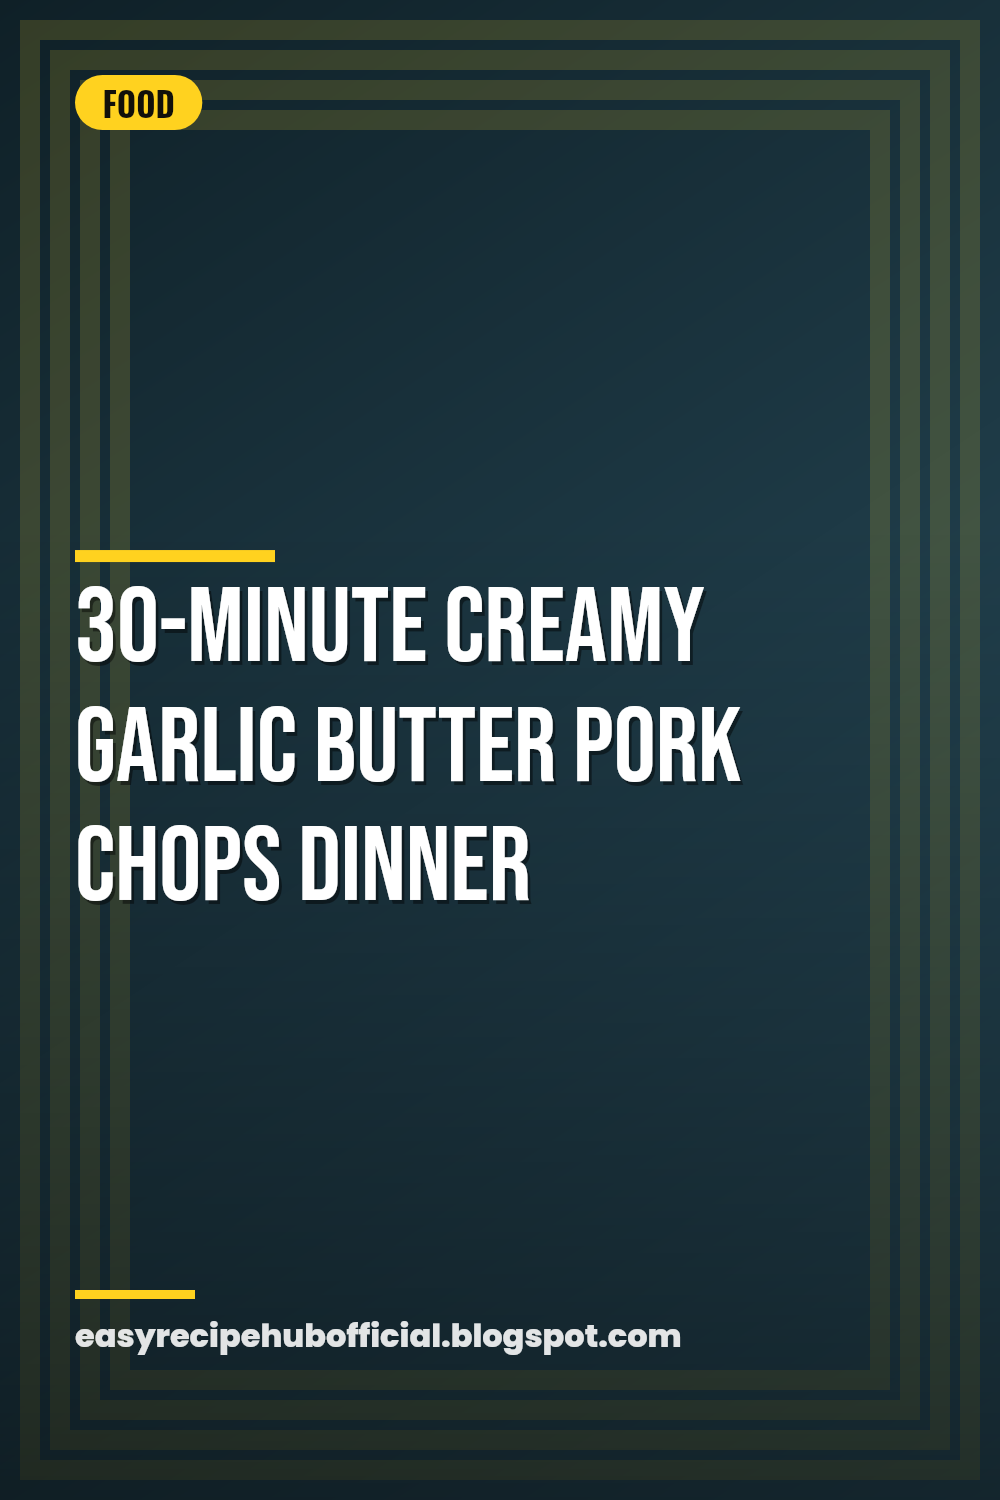 FOOD
30-MINUTE CREAMY
GARLIC BUTTER PORK
CHOPS DINNER
easyrecipehubofficial.blogspot.com